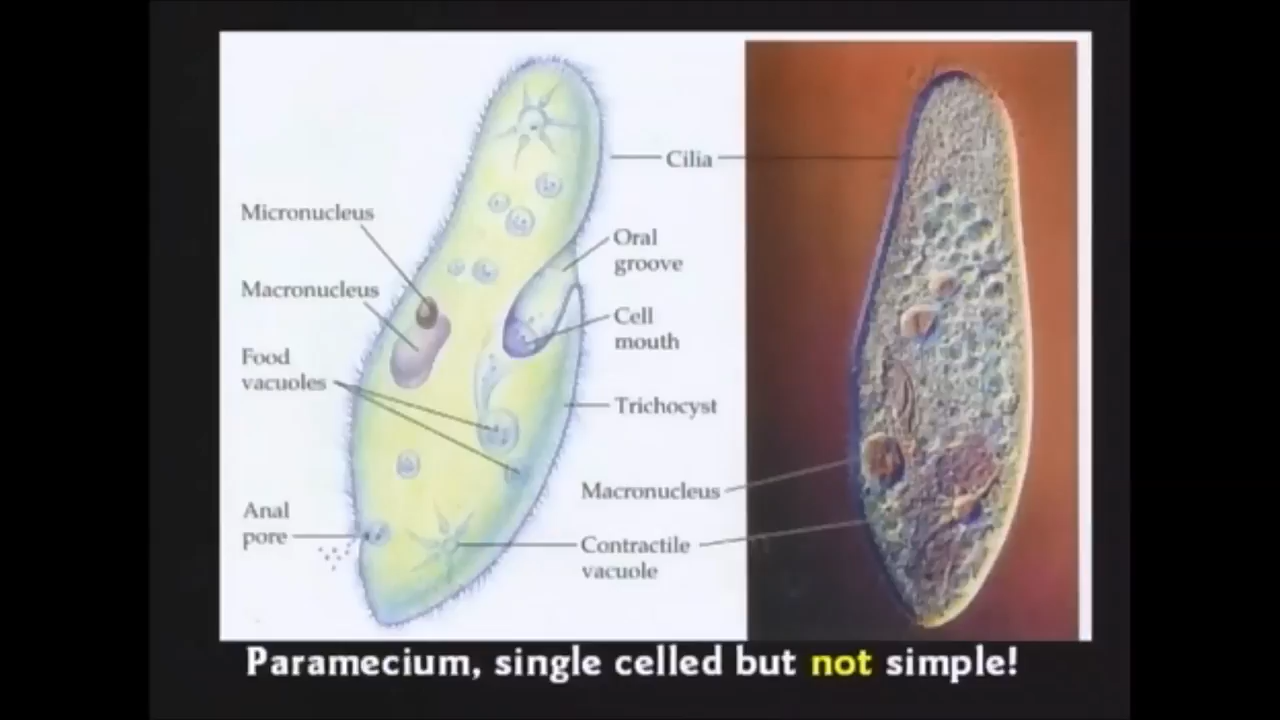 Cilia
Micronucleus
Oral
groove
Macronucleus
Cell
mouth
Food
vacuoles
Trichocyst
Macronucleus
Anal
pore
Contractile
vacuole
Paramecium, single celled but not simple!